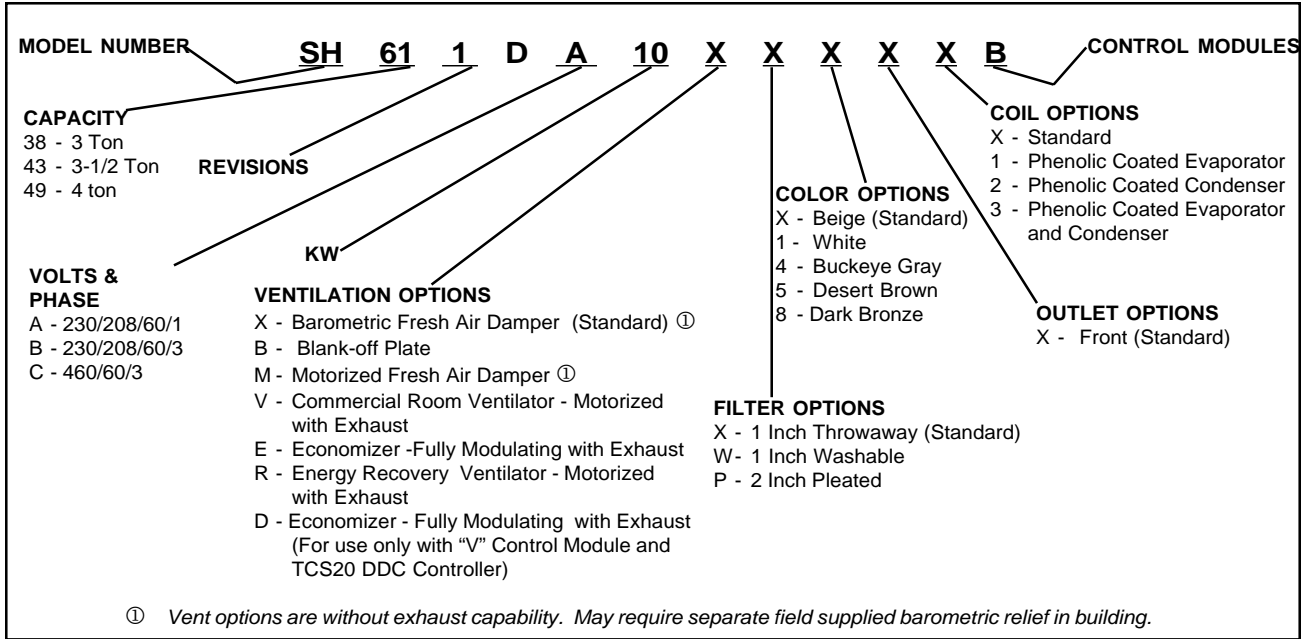 MODEL NUMBER
SH 61 1 D A 10 X X X X X B
CONTROL MODULES
CAPACITY
38 - 3 Ton
43 - 3-1/2 Ton
49 - 4 ton
REVISIONS
VOLTS &
PHASE
A - 230/208/60/1
B - 230/208/60/3
C - 460/60/3
KW
VENTILATION OPTIONS
X - Barometric Fresh Air Damper (Standard) ①
B - Blank-off Plate
M - Motorized Fresh Air Damper ①
V - Commercial Room Ventilator - Motorized
with Exhaust
E - Economizer -Fully Modulating with Exhaust
R - Energy Recovery Ventilator - Motorized
with Exhaust
D - Economizer - Fully Modulating with Exhaust
(For use only with “V” Control Module and
TCS20 DDC Controller)
COLOR OPTIONS
X - Beige (Standard)
1 - White
4 - Buckeye Gray
5 - Desert Brown
8 - Dark Bronze
FILTER OPTIONS
X - 1 Inch Throwaway (Standard)
W- 1 Inch Washable
P - 2 Inch Pleated
COIL OPTIONS
X - Standard
1 - Phenolic Coated Evaporator
2 - Phenolic Coated Condenser
3 - Phenolic Coated Evaporator
and Condenser
OUTLET OPTIONS
X - Front (Standard)
① Vent options are without exhaust capability. May require separate field supplied barometric relief in building.